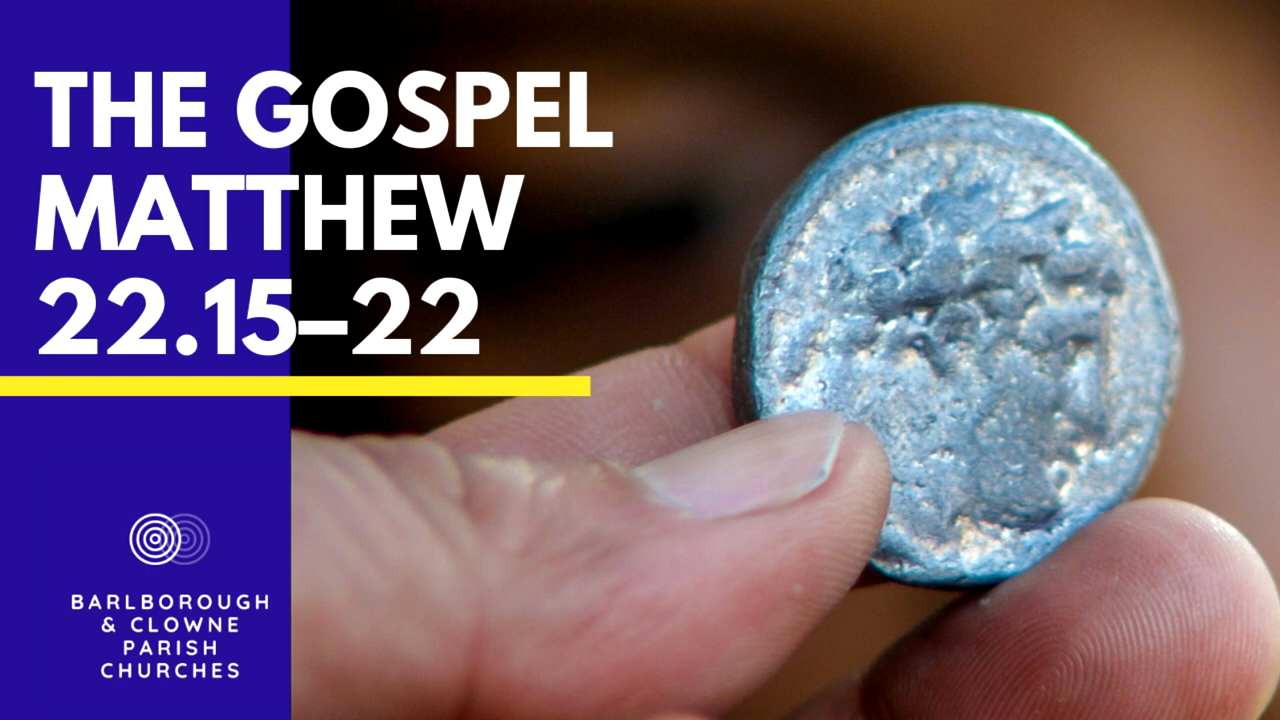 THE GOSPEL
MATTHEW
22.15–22
BARLBOROUGH
& CLOWNE
PARISH
CHURCHES